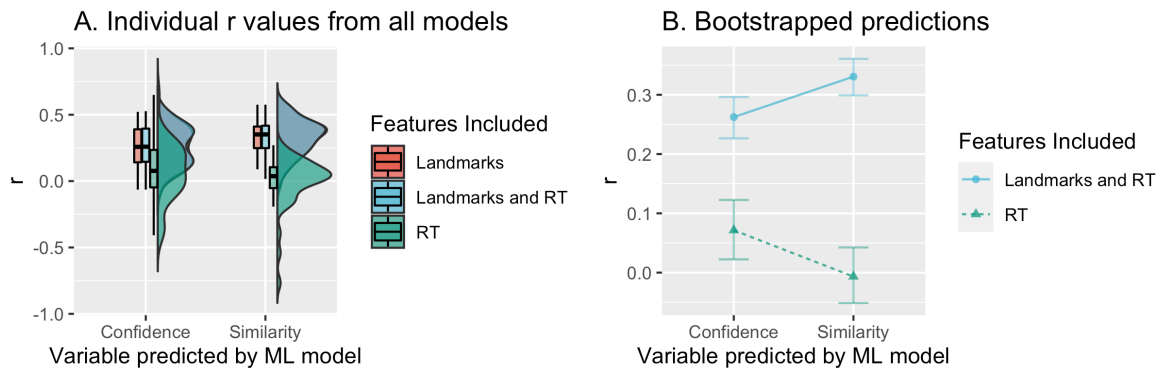 A. Individual r values from all models
1.0
0.5
0.0
-0.5
-1.0
r
Confidence
Similarity
Variable predicted by ML model
Features Included
Landmarks
Landmarks and RT
RT
B. Bootstrapped predictions
0.3
0.2
0.1
0.0
r
Confidence
Similarity
Variable predicted by ML model
Features Included
Landmarks and RT
RT